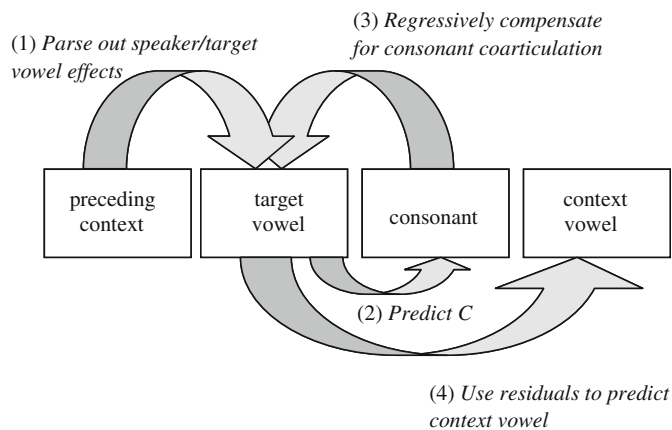 (1) Parse out speaker/target
vowel effects
(3) Regressively compensate
for consonant coarticulation
preceding
context
target
vowel
consonant
context
vowel
(2) Predict C
(4) Use residuals to predict
context vowel